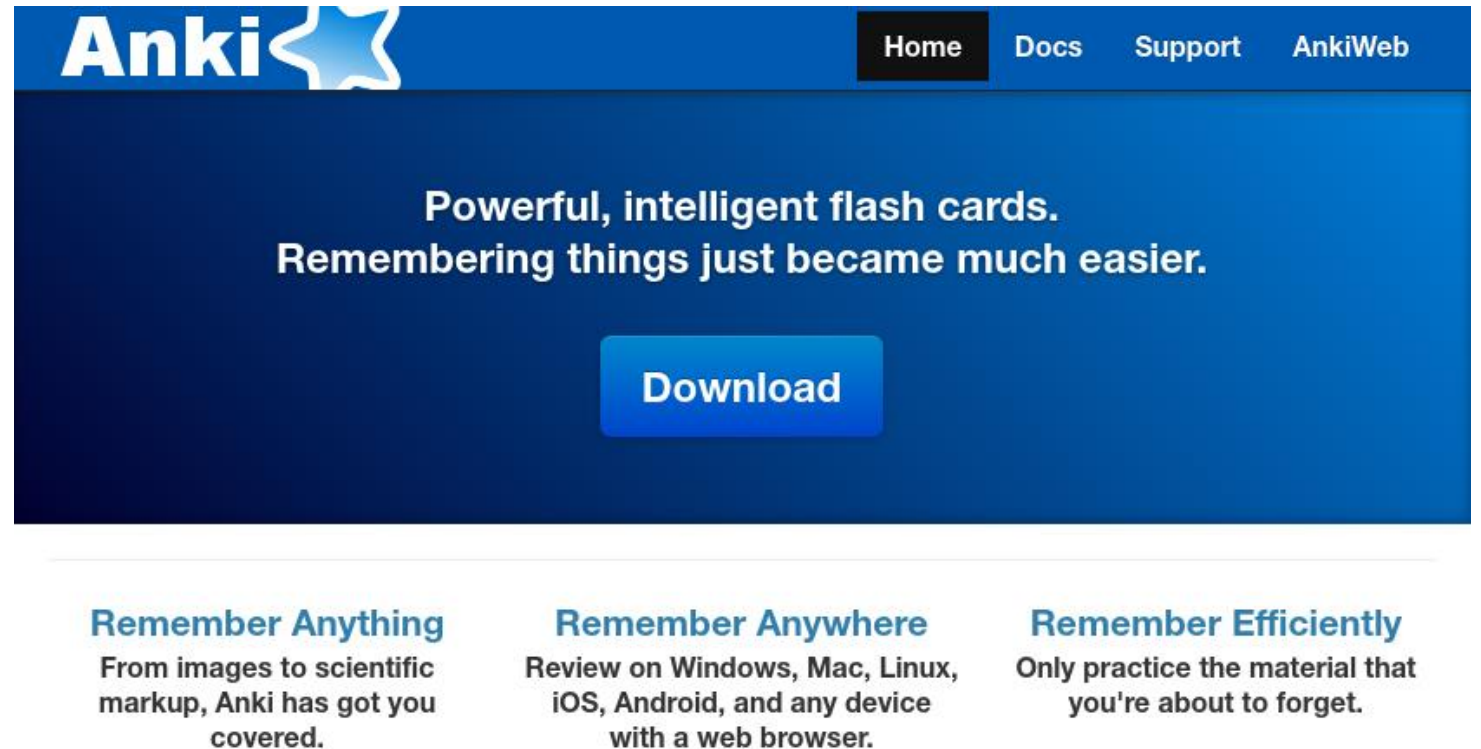 Anki
Home Docs Support AnkiWeb
Powerful, intelligent flash cards.
Remembering things just became much easier.
Download
Remember Anything
From images to scientific
markup, Anki has got you
covered.
Remember Anywhere
Review on Windows, Mac, Linux,
iOS, Android, and any device
with a web browser.
Remember Efficiently
Only practice the material that
you're about to forget.